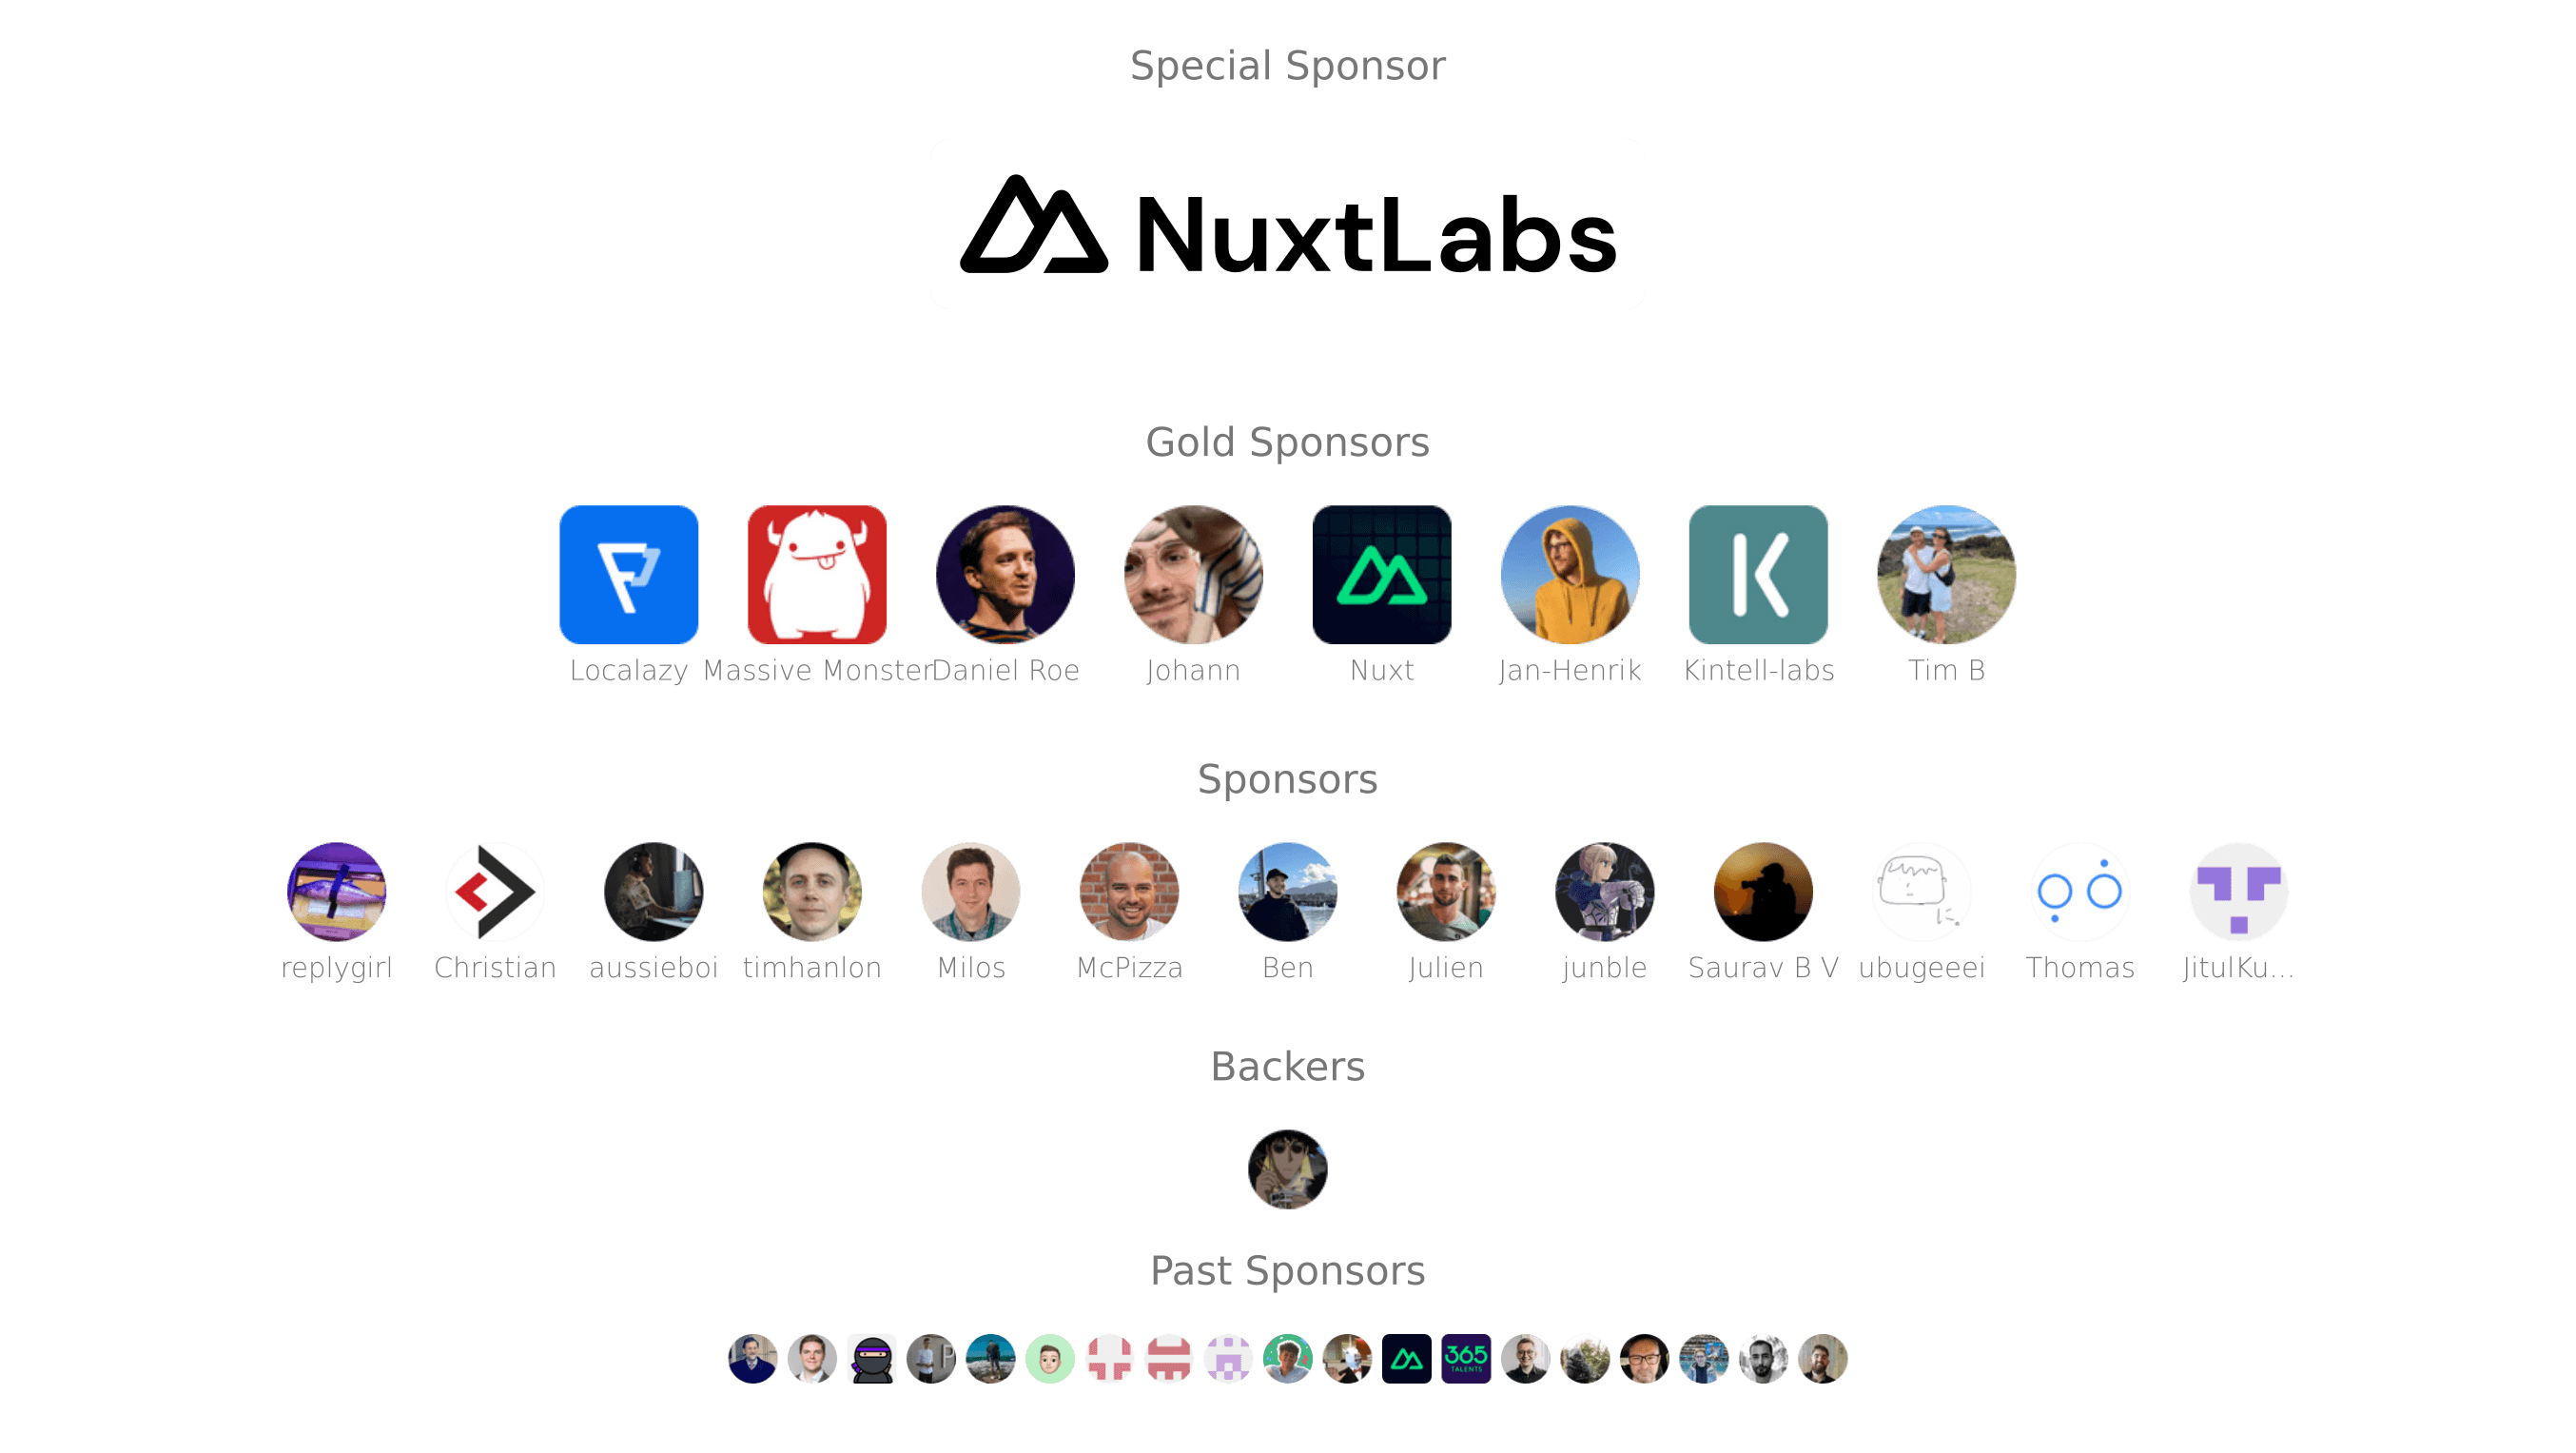 Special Sponsor
NuxtLabs
Gold Sponsors
Localazy Massive Monster Daniel Roe Johann Nuxt Jan-Henrik Kintell-labs Tim B
Sponsors
replygirl Christian aussieboi timhanlon Milos McPizza Ben Julien junble Saurav B V ubugeeei Thomas JitulKu...
Backers
Past Sponsors
P 365
TALENTS